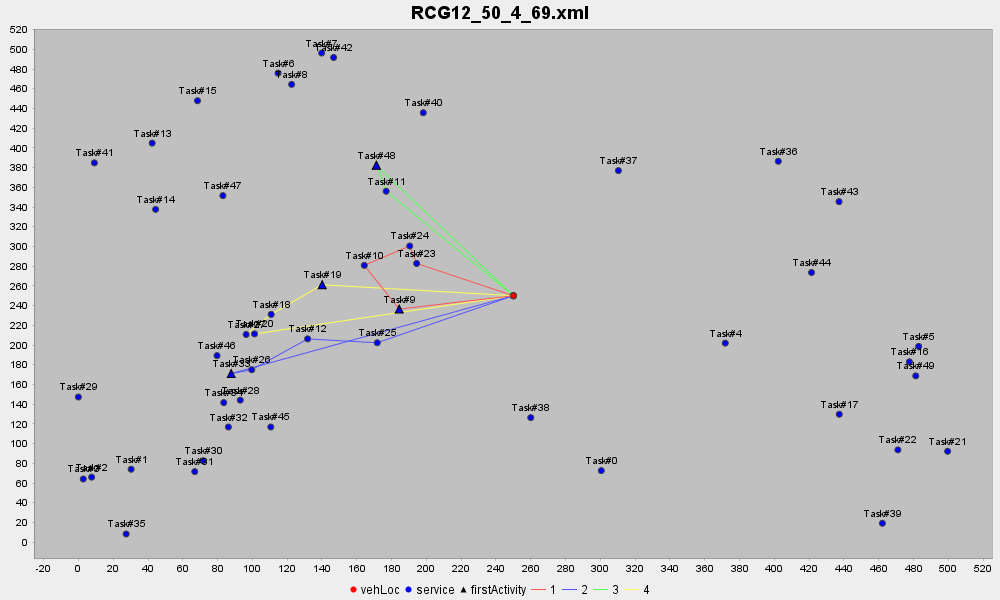 RCG12_50_4_69.xml
520
500
480
460
440
420
400
380
360
340
320
300
280
260
240
220
200
180
160
140
120
100
80
60
40
20
0
Task#7
Task#42
Task#6
Task#8
Task#15
Task#40
Task#13
Task#41
Task#48
Task#37
Task#36
Task#11
Task#47
Task#43
Task#14
Task#24
Task#23
Task#10
Task#44
Task#19
Task#9
Task#18
Task#20
Task#12
Task#25
Task#4
Task#5
Task#46
Task#16
Task#26
Task#33
Task#49
Task#29
Task#28
Task#17
Task#32
Task#45
Task#38
Task#22
Task#21
Task#30
Task#31
Task#1
Task#2
Task#0
Task#35
Task#39
-20 0 20 40 60 80 100 120 140 160 180 200 220 240 260 280 300 320 340 360 380 400 420 440 460 480 500 520
vehLoc service firstActivity 1 2 3 4